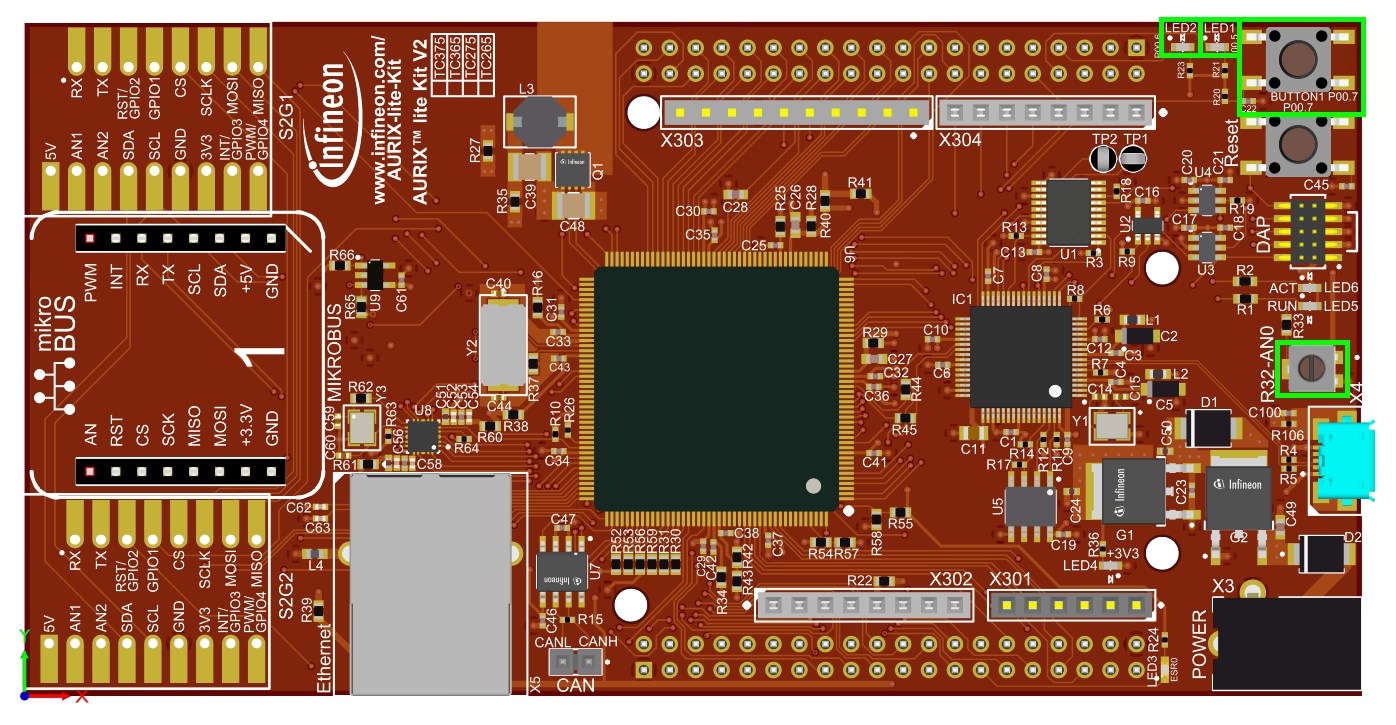 RX
TX
RST/
GPIO2
GPIO1
CS
SCLK
MOSI
MISO
5V
AN1
AN2
SDA
SCL
GND
3V3
INT/
GPIO3
PWM/
GPIO4
S2G1
Infineon
www.infineon.com/
AURIX-lite-Kiit
AURIX™ lite Kit V2
TC375
TC365
TC275
TC265
L3
R27
R35
C39
Infineon
Q1
C48
X303
X304
TP2
TP1
LED2
LED1
P00.6
R23
R21
R20
C22
BUTTON1 P00.7
P00.7
Reset
C45
C20
C21
U4
R18
C16
U2
C17
C18
R19
U3
R9
U1
R3
R13
C13
C7
C8
DAP
R2
R1
ACT
LED6
RUN
LED5
R33
R32-AN0
X4
mikro
BUS
PWM
INT
RX
TX
SCL
SDA
+5V
GND
1
MIKROBUS
AN
RST
CS
SCK
MISO
MOSI
+3.3V
GND
R66
R65
U9
C61
C40
R16
C31
C33
C43
Y2
R37
C44
R38
R10
R26
C34
R62
Y3
R63
C59
C60
R61
C56
C58
U8
C51
C52
C53
C54
R64
R60
C30
C28
C35
C25
R25
C26
R28
R40
R41
U6
R29
C27
C32
C36
R44
R45
C41
C10
C6
IC1
R8
R6
L1
C2
C12
C3
R7
C4
C14
C15
L2
C5
Y1
C11
C1
R14
R12
R11
C9
R17
U5
C24
C19
C50
D1
C100
R106
R4
R5
Infineon
G1
C23
Infineon
G2
C49
D2
R36
+3V3
LED4
X3
POWER
RX
TX
RST/
GPIO2
GPIO1
CS
SCLK
MOSI
MISO
5V
AN1
AN2
SDA
SCL
GND
3V3
INT/
GPIO3
PWM/
GPIO4
S2G2
C62
C63
L4
R39
Ethernet
X5
C47
Infineon
U7
C46
R15
CANL
CANH
CAN
R52
R53
R56
R59
R31
R30
C29
C42
C38
R42
R43
R34
C37
R54
R57
R58
R55
R22
X302
X301
R24
LED3
ESR0
Y
X